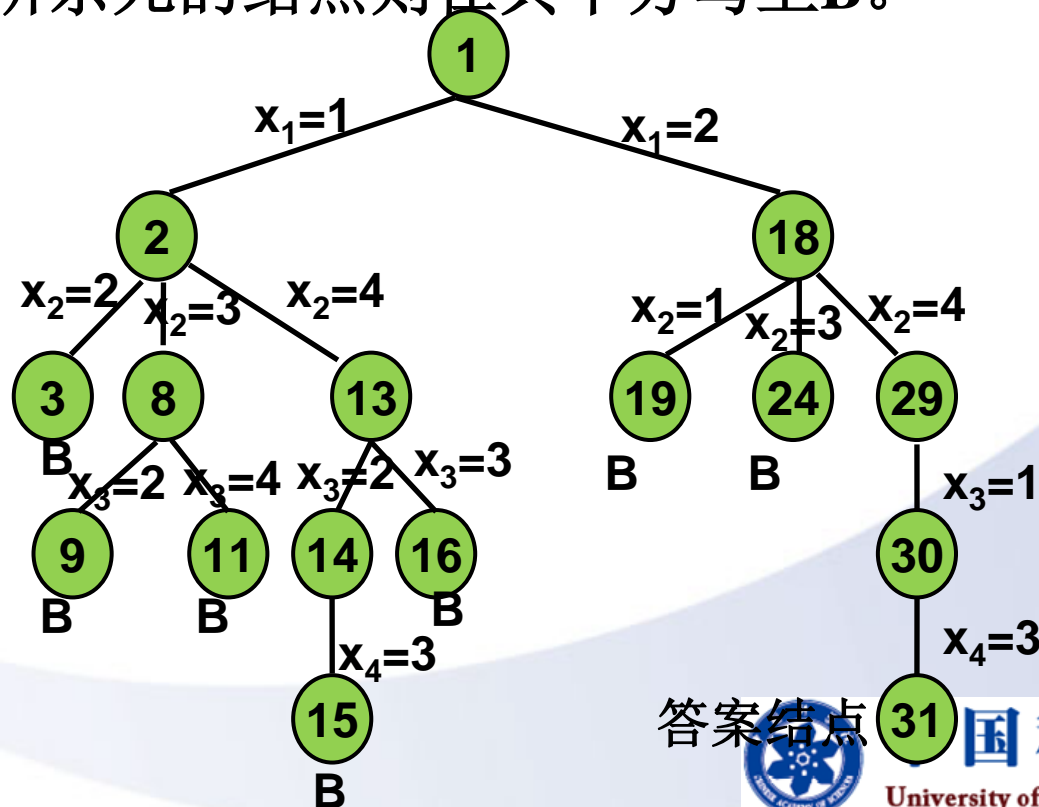 1
x₁=1
x₁=2
2
18
x₂=2
x₂=3
x₂=4
x₂=1
x₂=3
x₂=4
3
8
13
19
24
29
B
x₃=2
x₃=4
x₃=2
x₃=3
B
B
x₃=1
9
11
14
16
30
B
B
B
x₄=3
x₄=3
15
答案结点
31
国
B
University of